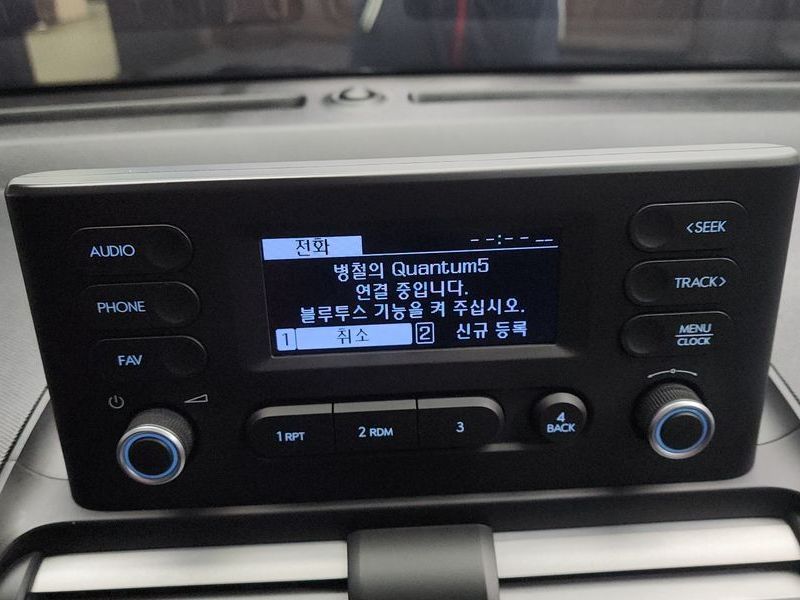 AUDIO
PHONE
FAV
전화 --:-- __
병철의 Quantum5
연결 중입니다.
블루투스 기능을 켜 주십시오.
1 취소 2 신규 등록
<SEEK
TRACK>
MENU
CLOCK
1 RPT
2 RDM
3
4
BACK